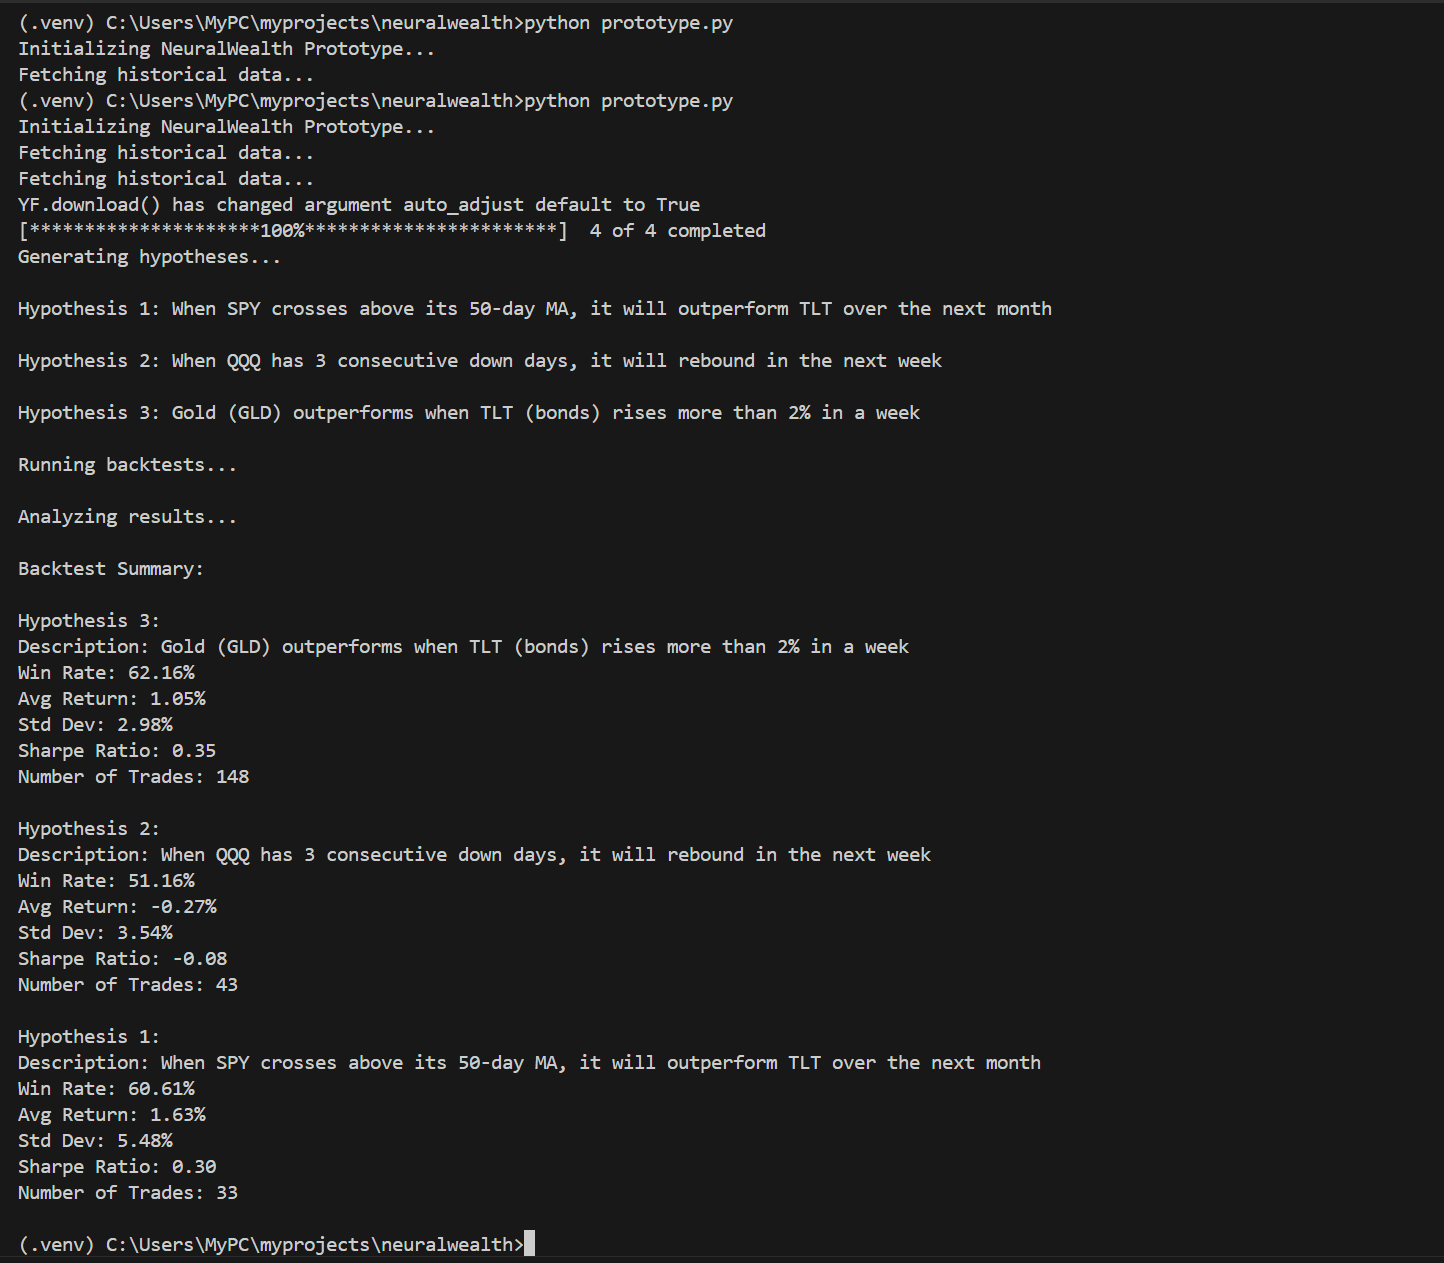 (.venv) C:\Users\MyPC\myprojects\neuralwealth>python prototype.py
Initializing NeuralWealth Prototype...
Fetching historical data...
(.venv) C:\Users\MyPC\myprojects\neuralwealth>python prototype.py
Initializing NeuralWealth Prototype...
Fetching historical data...
Fetching historical data...
YF.download() has changed argument auto_adjust default to True
[*********************100%***********************]  4 of 4 completed
Generating hypotheses...
Hypothesis 1: When SPY crosses above its 50-day MA, it will outperform TLT over the next month
Hypothesis 2: When QQQ has 3 consecutive down days, it will rebound in the next week
Hypothesis 3: Gold (GLD) outperforms when TLT (bonds) rises more than 2% in a week
Running backtests...
Analyzing results...
Backtest Summary:
Hypothesis 3:
Description: Gold (GLD) outperforms when TLT (bonds) rises more than 2% in a week
Win Rate: 62.16%
Avg Return: 1.05%
Std Dev: 2.98%
Sharpe Ratio: 0.35
Number of Trades: 148
Hypothesis 2:
Description: When QQQ has 3 consecutive down days, it will rebound in the next week
Win Rate: 51.16%
Avg Return: -0.27%
Std Dev: 3.54%
Sharpe Ratio: -0.08
Number of Trades: 43
Hypothesis 1:
Description: When SPY crosses above its 50-day MA, it will outperform TLT over the next month
Win Rate: 60.61%
Avg Return: 1.63%
Std Dev: 5.48%
Sharpe Ratio: 0.30
Number of Trades: 33
(.venv) C:\Users\MyPC\myprojects\neuralwealth>